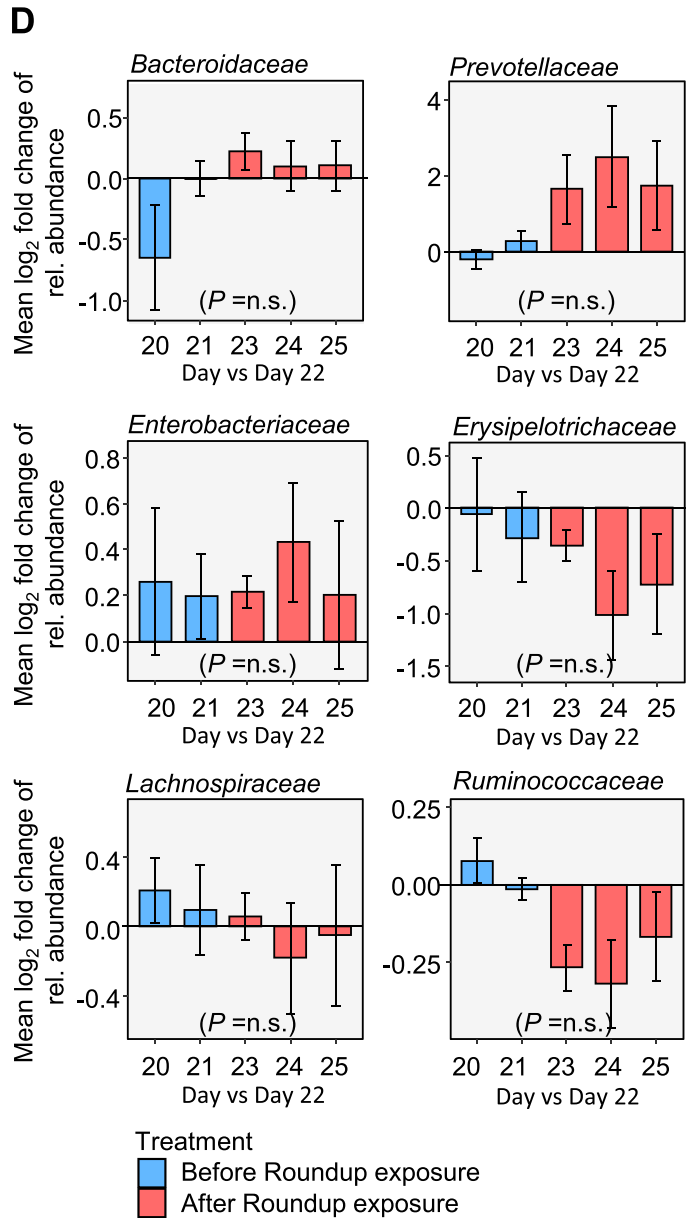 D
Bacteroidaceae
Mean log2 fold change of
rel. abundance
0.5
0.0
-0.5
-1.0
(P =n.s.)
20 21 23 24 25
Day vs Day 22
Prevotellaceae
4
2
0
(P =n.s.)
20 21 23 24 25
Day vs Day 22
Enterobacteriaceae
Mean log2 fold change of
rel. abundance
0.8
0.6
0.4
0.2
0.0
(P =n.s.)
20 21 23 24 25
Day vs Day 22
Erysipelotrichaceae
0.5
0.0
-0.5
-1.0
-1.5
(P =n.s.)
20 21 23 24 25
Day vs Day 22
Lachnospiraceae
Mean log2 fold change of
rel. abundance
0.4
0.0
-0.4
(P =n.s.)
20 21 23 24 25
Day vs Day 22
Ruminococcaceae
0.25
0.00
-0.25
(P =n.s.)
20 21 23 24 25
Day vs Day 22
Treatment
Before Roundup exposure
After Roundup exposure